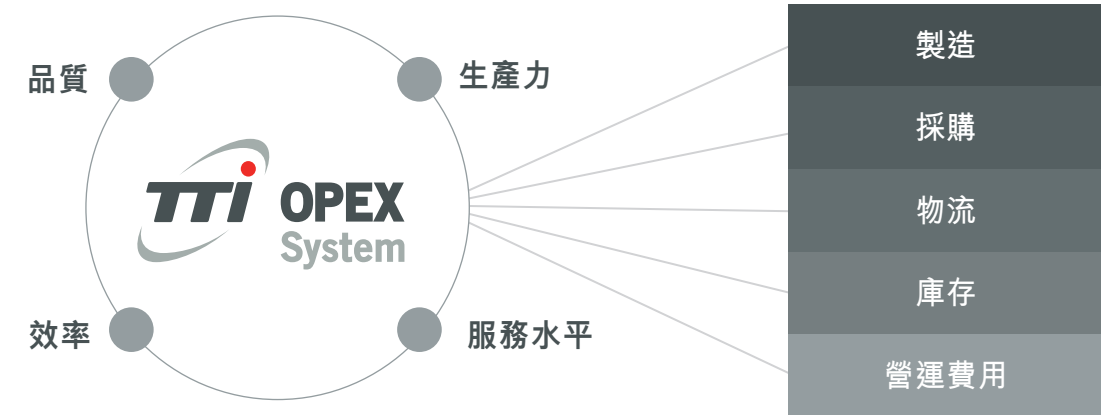 品質
生產力
TTI OPEX
System
效率
服務水平
製造
採購
物流
庫存
營運費用